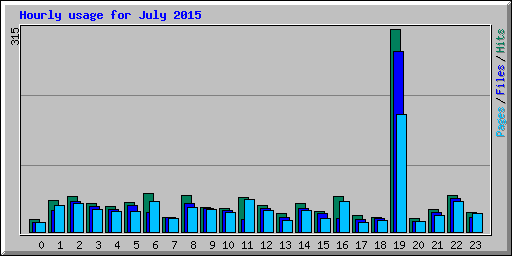 Hourly usage for July 2015
315
Pages / Files / Hits
0 1 2 3 4 5 6 7 8 9 10 11 12 13 14 15 16 17 18 19 20 21 22 23